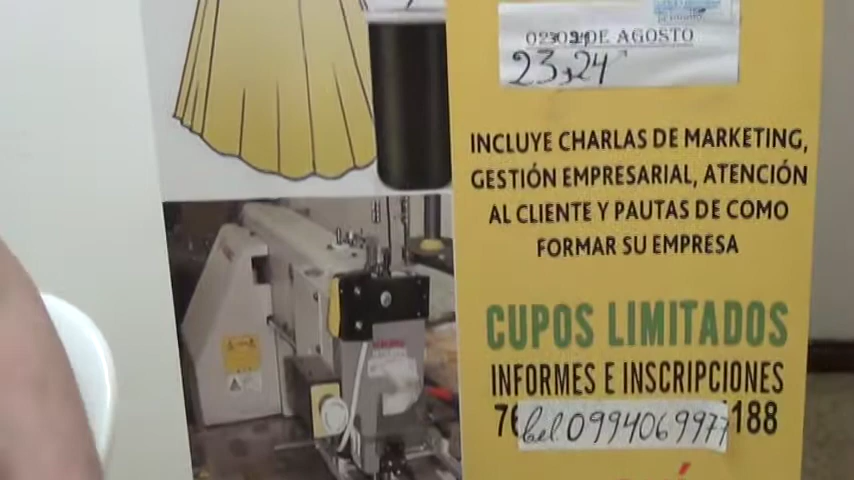 DE AGOSTO
23 y 24
INCLUYE CHARLAS DE MARKETING,
GESTIÓN EMPRESARIAL, ATENCIÓN
AL CLIENTE Y PAUTAS DE COMO
FORMAR SU EMPRESA
CUPOS LIMITADOS
INFORMES E INSCRIPCIONES
0994069977 188